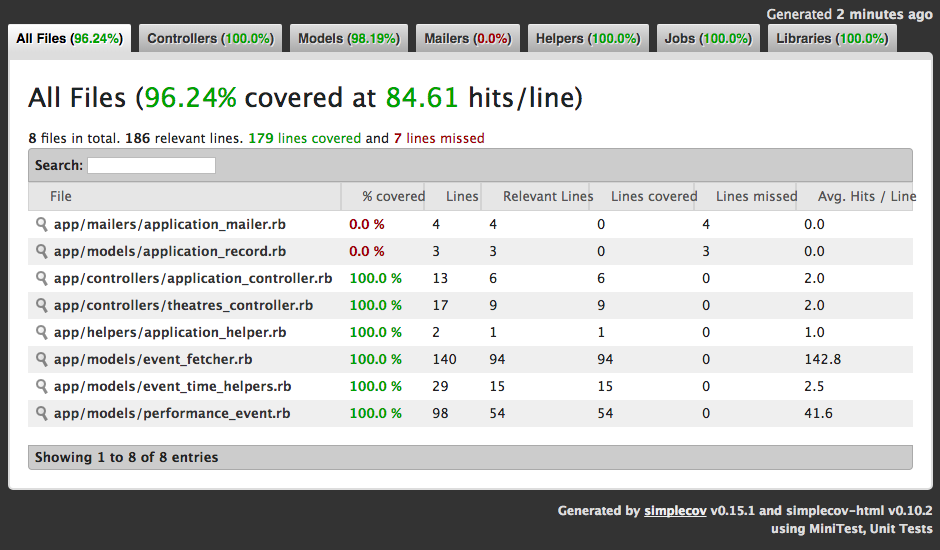 Generated 2 minutes ago
All Files (96.24%) Controllers (100.0%) Models (98.19%) Mailers (0.0%) Helpers (100.0%) Jobs (100.0%) Libraries (100.0%)
All Files (96.24% covered at 84.61 hits/line)
8 files in total. 186 relevant lines. 179 lines covered and 7 lines missed
Search:
File % covered Lines Relevant Lines Lines covered Lines missed Avg. Hits / Line
app/mailers/application_mailer.rb 0.0 % 4 4 0 4 0.0
app/models/application_record.rb 0.0 % 3 3 0 3 0.0
app/controllers/application_controller.rb 100.0 % 13 6 6 0 2.0
app/controllers/theatres_controller.rb 100.0 % 17 9 9 0 2.0
app/helpers/application_helper.rb 100.0 % 2 1 1 0 1.0
app/models/event_fetcher.rb 100.0 % 140 94 94 0 142.8
app/models/event_time_helpers.rb 100.0 % 29 15 15 0 2.5
app/models/performance_event.rb 100.0 % 98 54 54 0 41.6
Showing 1 to 8 of 8 entries
Generated by simplecov v0.15.1 and simplecov-html v0.10.2
using MiniTest, Unit Tests